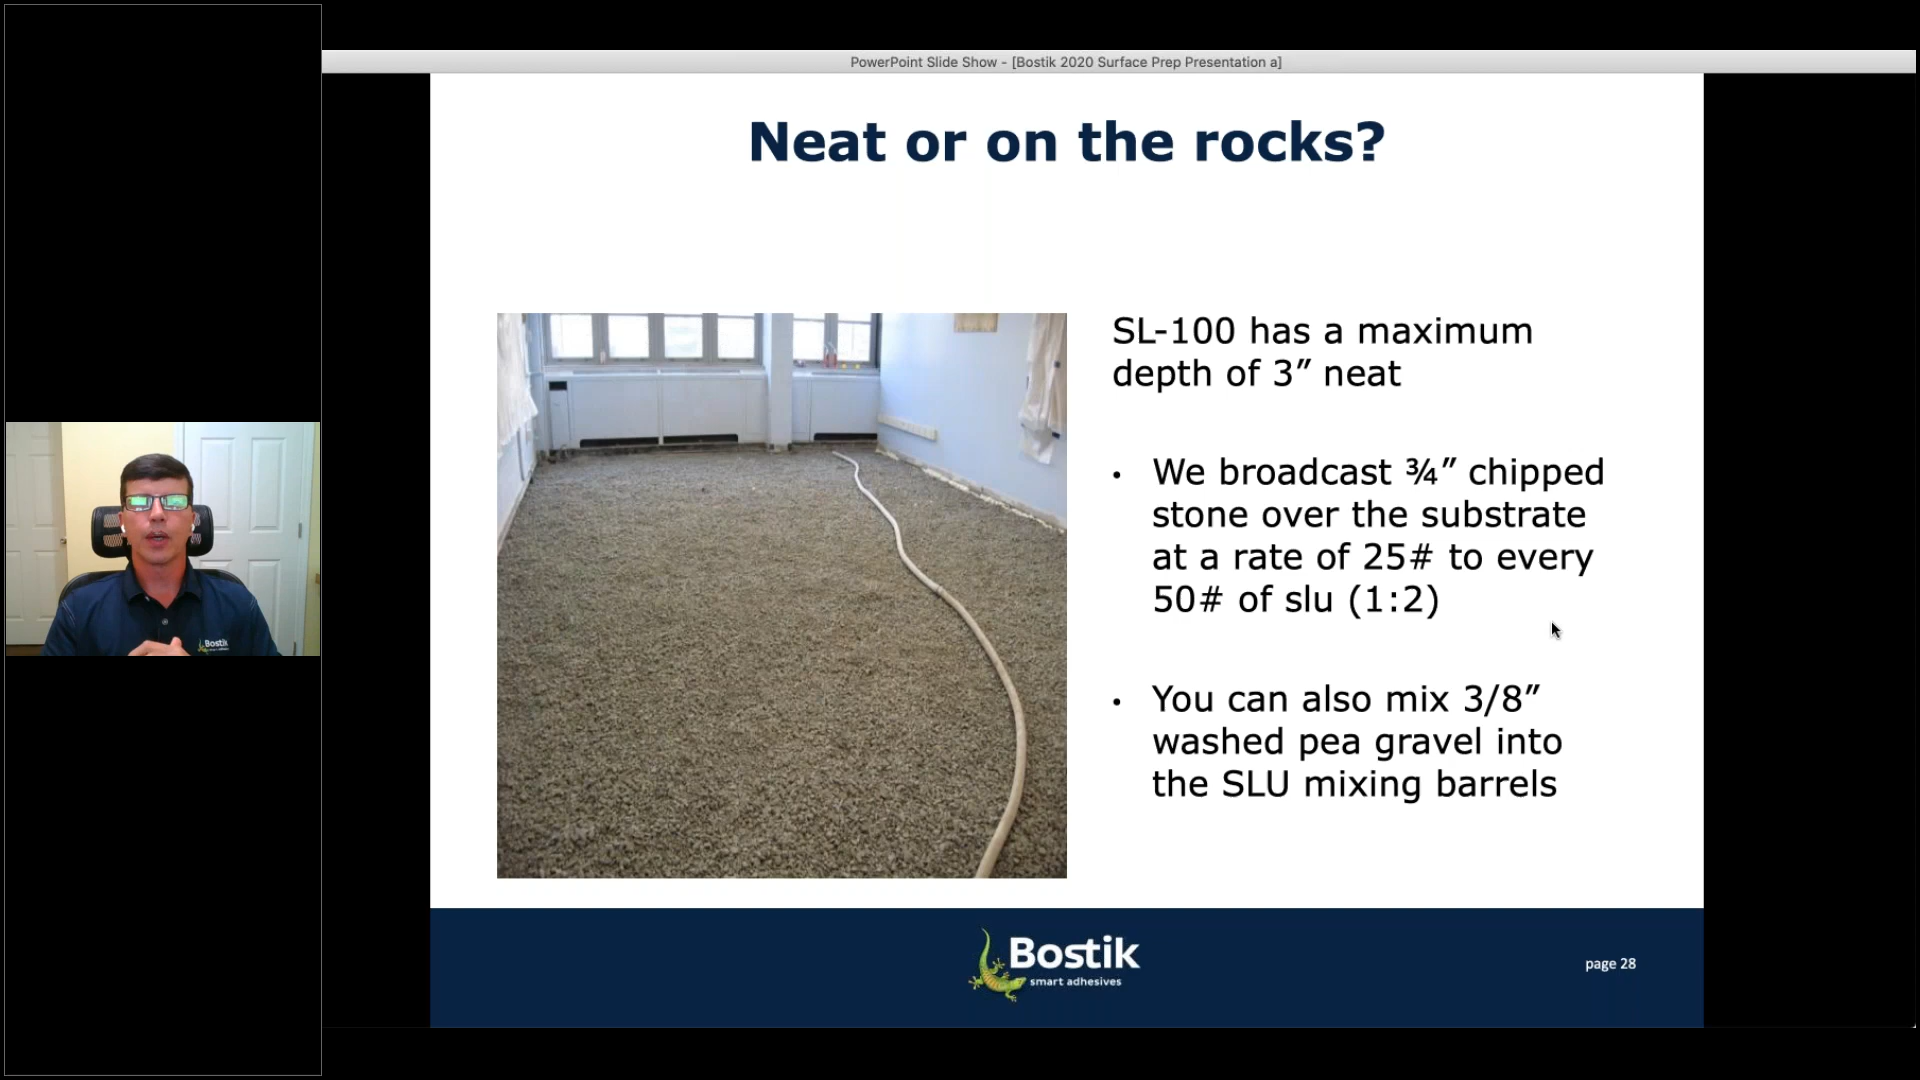 PowerPoint Slide Show - [Bostik 2020 Surface Prep Presentation a]
Neat or on the rocks?
SL-100 has a maximum
depth of 3” neat
• We broadcast ¾” chipped
stone over the substrate
at a rate of 25# to every
50# of slu (1:2)
• You can also mix 3/8”
washed pea gravel into
the SLU mixing barrels
Bostik
Bostik
smart adhesives
page 28